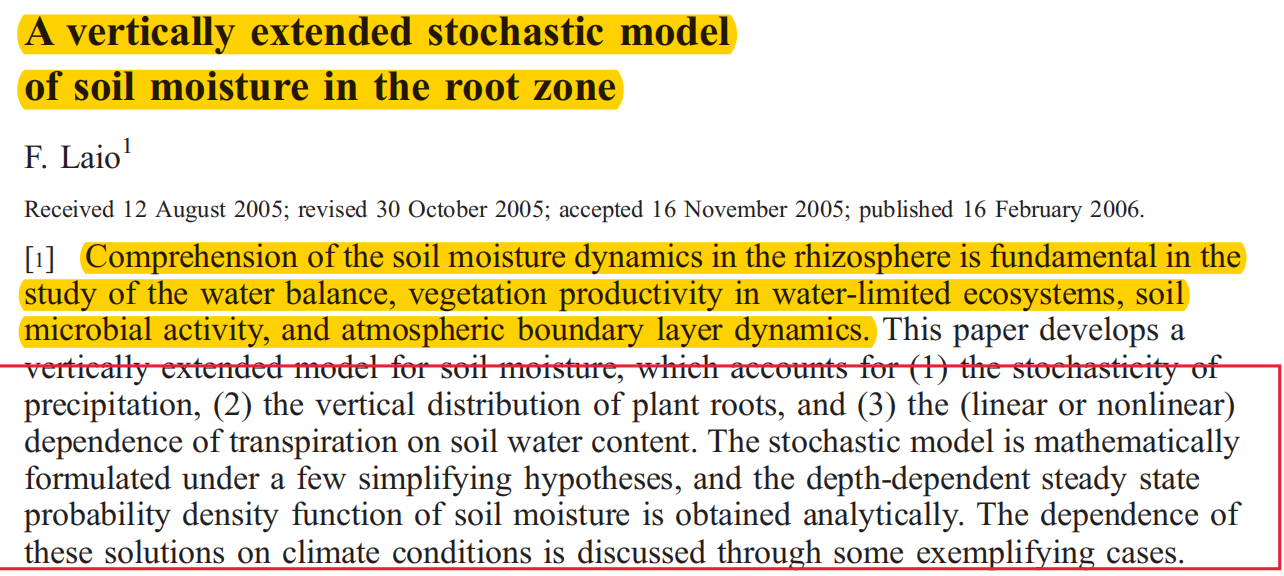 A vertically extended stochastic model
of soil moisture in the root zone
F. Laio1
Received 12 August 2005; revised 30 October 2005; accepted 16 November 2005; published 16 February 2006.
[1] Comprehension of the soil moisture dynamics in the rhizosphere is fundamental in the
study of the water balance, vegetation productivity in water-limited ecosystems, soil
microbial activity, and atmospheric boundary layer dynamics. This paper develops a
vertically extended model for soil moisture, which accounts for (1) the stochasticity of
precipitation, (2) the vertical distribution of plant roots, and (3) the (linear or nonlinear)
dependence of transpiration on soil water content. The stochastic model is mathematically
formulated under a few simplifying hypotheses, and the depth-dependent steady state
probability density function of soil moisture is obtained analytically. The dependence of
these solutions on climate conditions is discussed through some exemplifying cases.